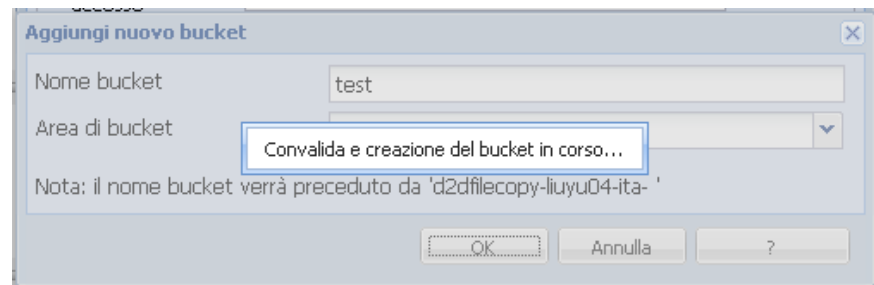 Aggiungi nuovo bucket
Nome bucket
test
Area di bucket
Convalida e creazione del bucket in corso...
Nota: il nome bucket verrà preceduto da 'd2dfilecopy-liuyu04-ita- '
OK
Annulla
?